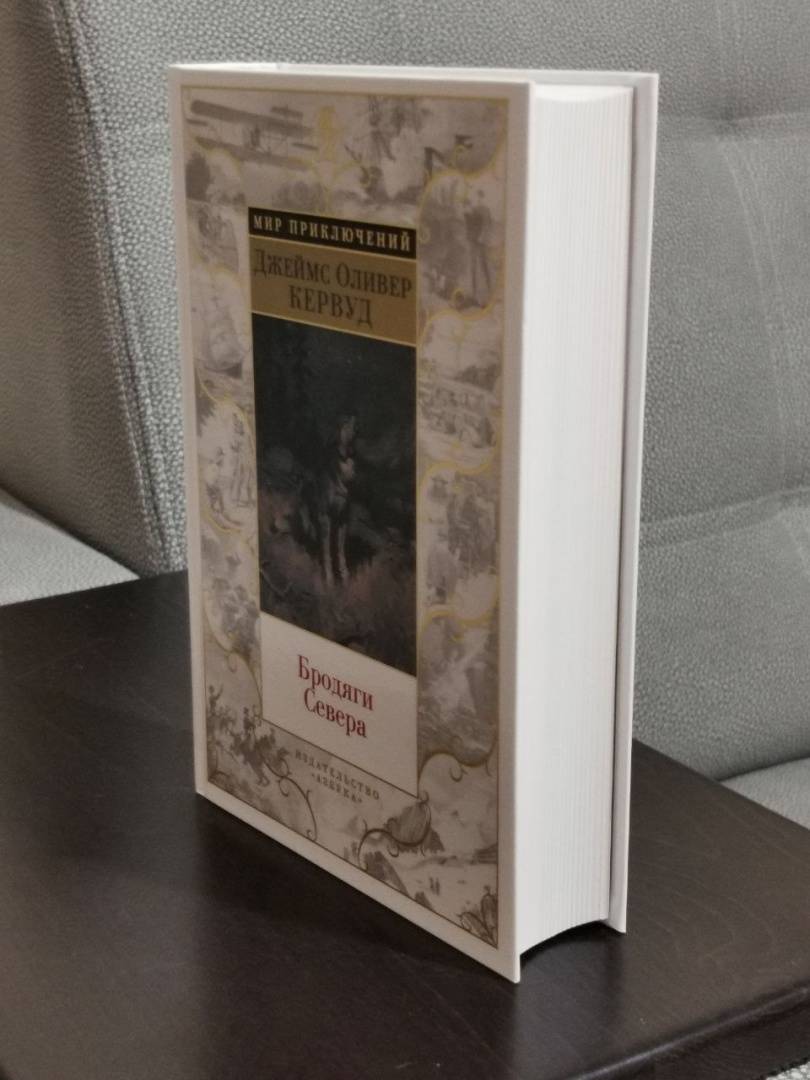 МИР ПРИКЛЮЧЕНИЙ
ДЖЕЙМС ОЛИВЕР
КЕРВУД
Бродяги
Севера
ИЗДАТЕЛЬСТВО
«АЗБУКА»